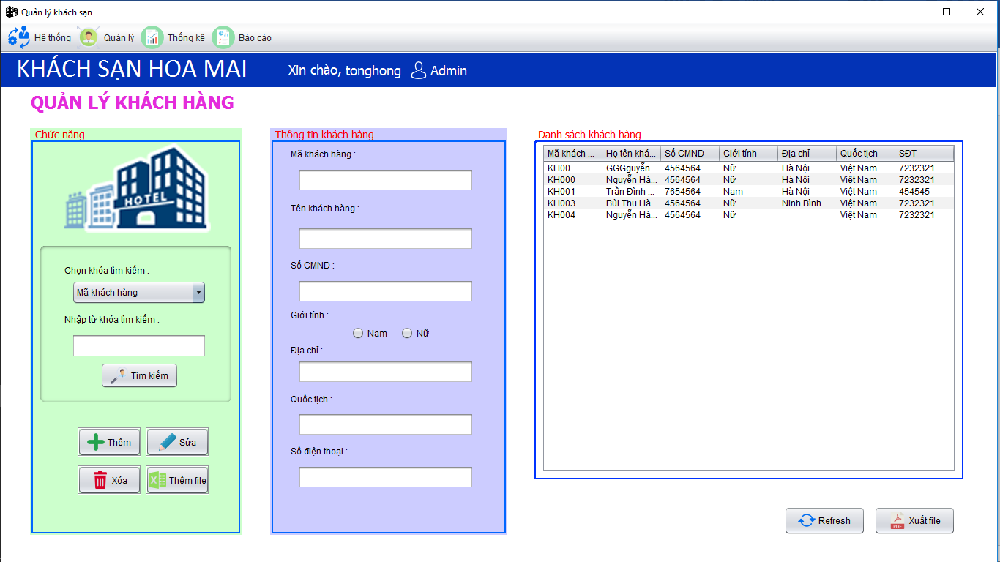 Quản lý khách sạn
Hệ thống Quản lý Thống kê Báo cáo
KHÁCH SẠN HOA MAI Xin chào, tonghong Admin
QUẢN LÝ KHÁCH HÀNG
Chức năng
HOTEL
Chọn khóa tìm kiếm :
Mã khách hàng
Nhập từ khóa tìm kiếm :
Tìm kiếm
Thêm Sửa
Xóa Thêm file
Thông tin khách hàng
Mã khách hàng :
Tên khách hàng :
Số CMND :
Giới tính :
Nam Nữ
Địa chỉ :
Quốc tịch :
Số điện thoại :
Danh sách khách hàng
Mã khách ... Họ tên khá... Số CMND Giới tính Địa chỉ Quốc tịch SĐT
KH00 GGGguyễn... 4564564 Nữ Hà Nội Việt Nam 7232321
KH000 Nguyễn Hà... 4564564 Nữ Hà Nội Việt Nam 7232321
KH001 Trần Đình ... 7654564 Nam Hà Nội Việt Nam 454545
KH003 Bùi Thu Hà 4564564 Nữ Ninh Bình Việt Nam 7232321
KH004 Nguyễn Hà... 4564564 Nữ Việt Nam 7232321
Refresh PDF Xuất file